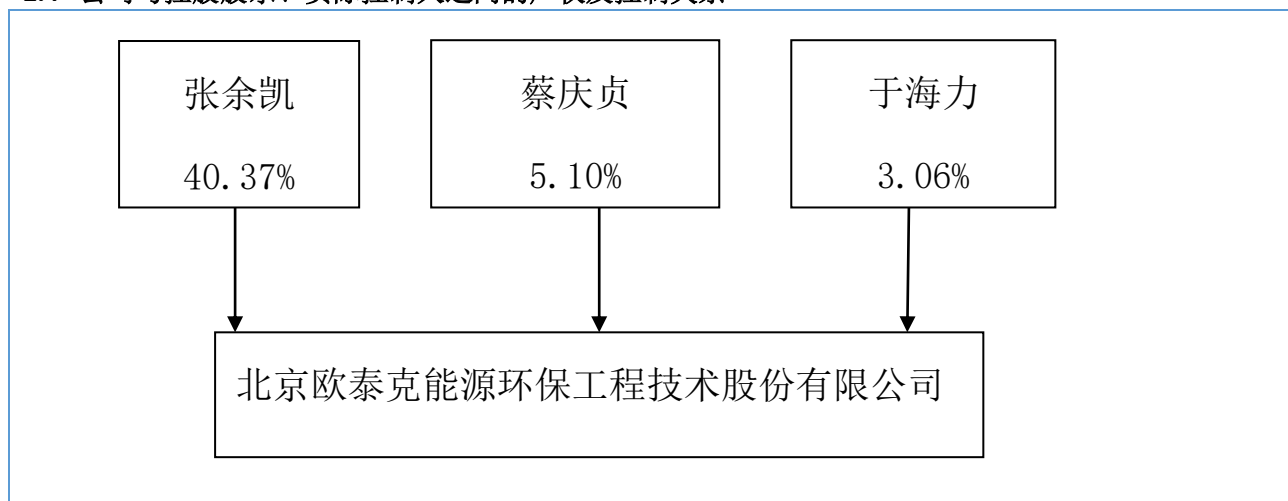 张余凯
40.37%
蔡庆贞
5.10%
于海力
3.06%
北京欧泰克能源环保工程技术股份有限公司